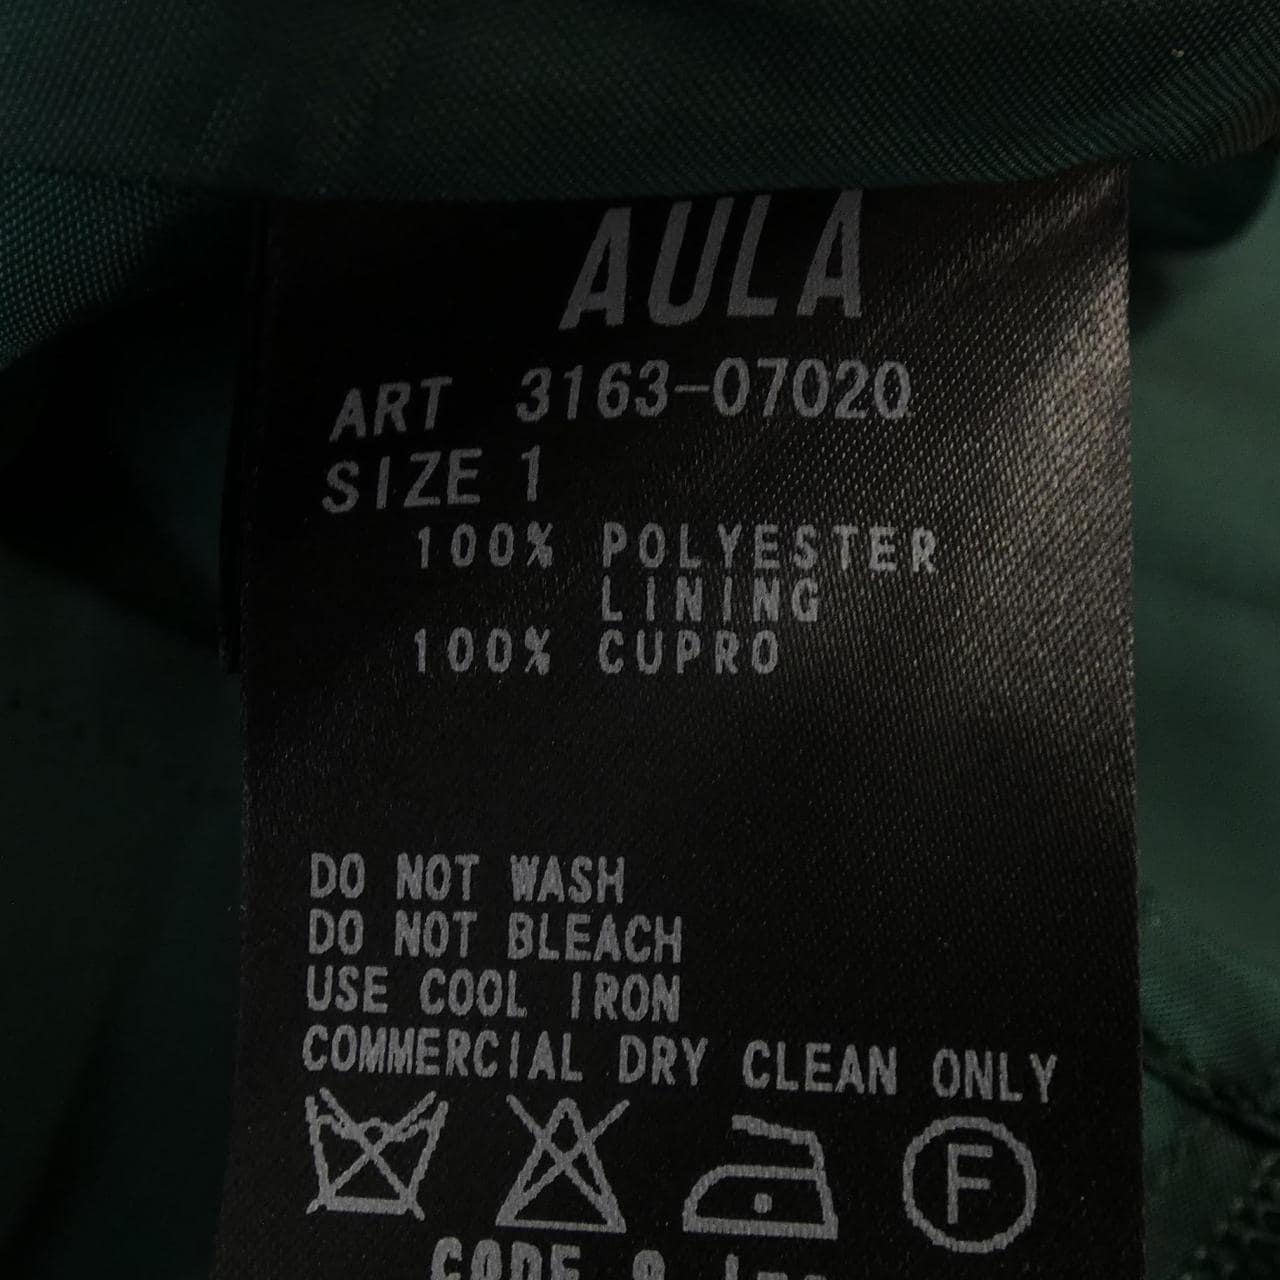 AULA
ART 3163-07020
SIZE 1
100% POLYESTER
LINING
100% CUPRO
DO NOT WASH
DO NOT BLEACH
USE COOL IRON
COMMERCIAL DRY CLEAN ONLY
F
CODE